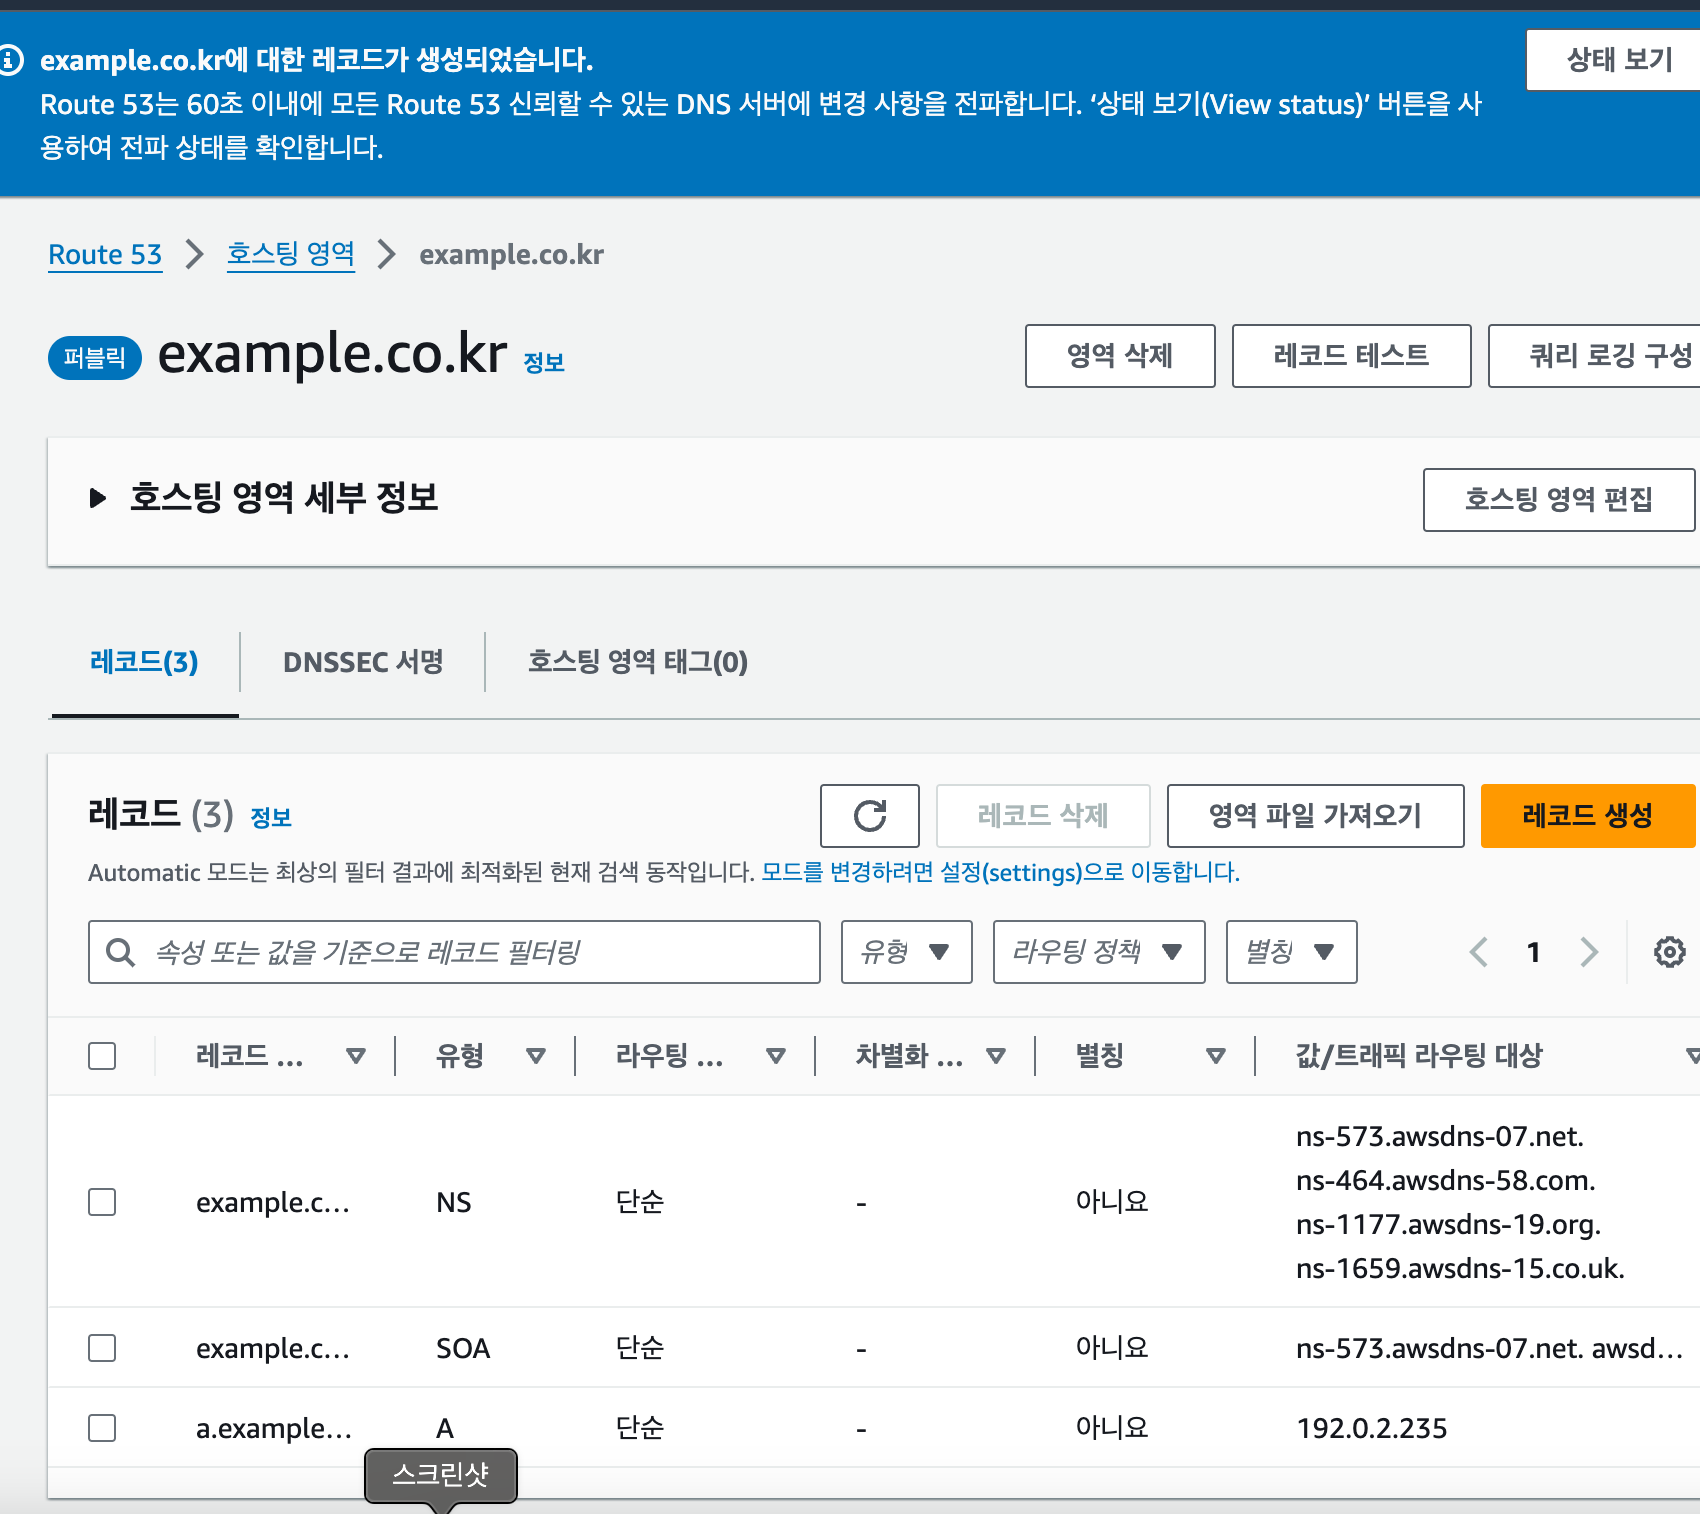 example.co.kr에 대한 레코드가 생성되었습니다.
Route 53는 60초 이내에 모든 Route 53 신뢰할 수 있는 DNS 서버에 변경 사항을 전파합니다. ‘상태 보기(View status)’ 버튼을 사
용하여 전파 상태를 확인합니다.
상태 보기
Route 53
호스팅 영역
example.co.kr
퍼블릭
example.co.kr 정보
영역 삭제
레코드 테스트
쿼리 로깅 구성
호스팅 영역 세부 정보
호스팅 영역 편집
레코드(3)
DNSSEC 서명
호스팅 영역 태그(0)
레코드 (3) 정보
레코드 삭제
영역 파일 가져오기
레코드 생성
Automatic 모드는 최상의 필터 결과에 최적화된 현재 검색 동작입니다. 모드를 변경하려면 설정(settings)으로 이동합니다.
속성 또는 값을 기준으로 레코드 필터링
유형
라우팅 정책
별칭
1
레코드 ...
유형
라우팅 ...
차별화 ...
별칭
값/트래픽 라우팅 대상
example.c...
NS
단순
-
아니요
ns-573.awsdns-07.net.
ns-464.awsdns-58.com.
ns-1177.awsdns-19.org.
ns-1659.awsdns-15.co.uk.
example.c...
SOA
단순
-
아니요
ns-573.awsdns-07.net. awsd...
a.example...
A
단순
-
아니요
192.0.2.235
스크린샷